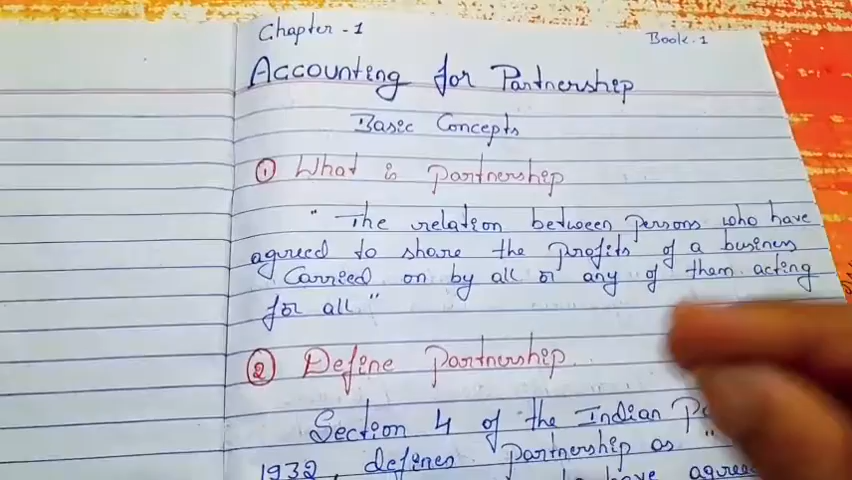 Chapter - 1
Book. 1
Accounting for Partnership
Basic Concepts
① What is partnership
" The relation between persons who have
agreed to share the profits of a business
Carried on by all or any of them acting
for all "
② Define Partnership
Section 4 of the Indian
1932, defines partnership as "
have agreed